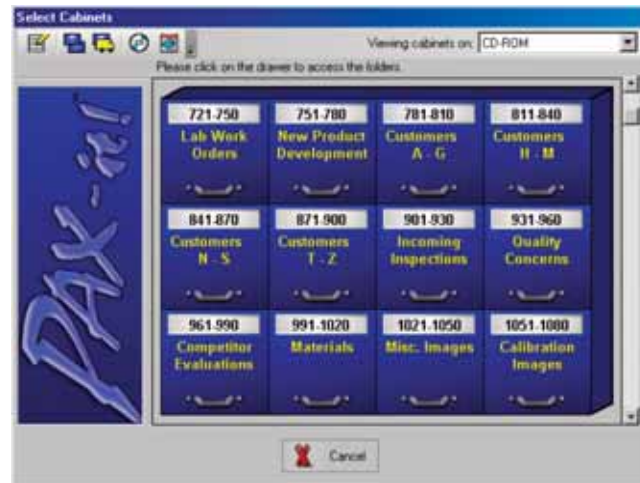 Select Cabinets
Viewing cabinets on: CD-ROM
Please click on the drawer to access the folders.
PAX-it!
721-750 751-780 781-810 811-840
Lab Work New Product Customers Customers
Orders Development A - G H - M
841-870 871-900 901-930 931-960
Customers Customers Incoming Quality
N - S T - Z Inspections Concerns
961-990 991-1020 1021-1050 1051-1080
Competitor Materials Misc. Images Calibration
Evaluations Images
Cancel